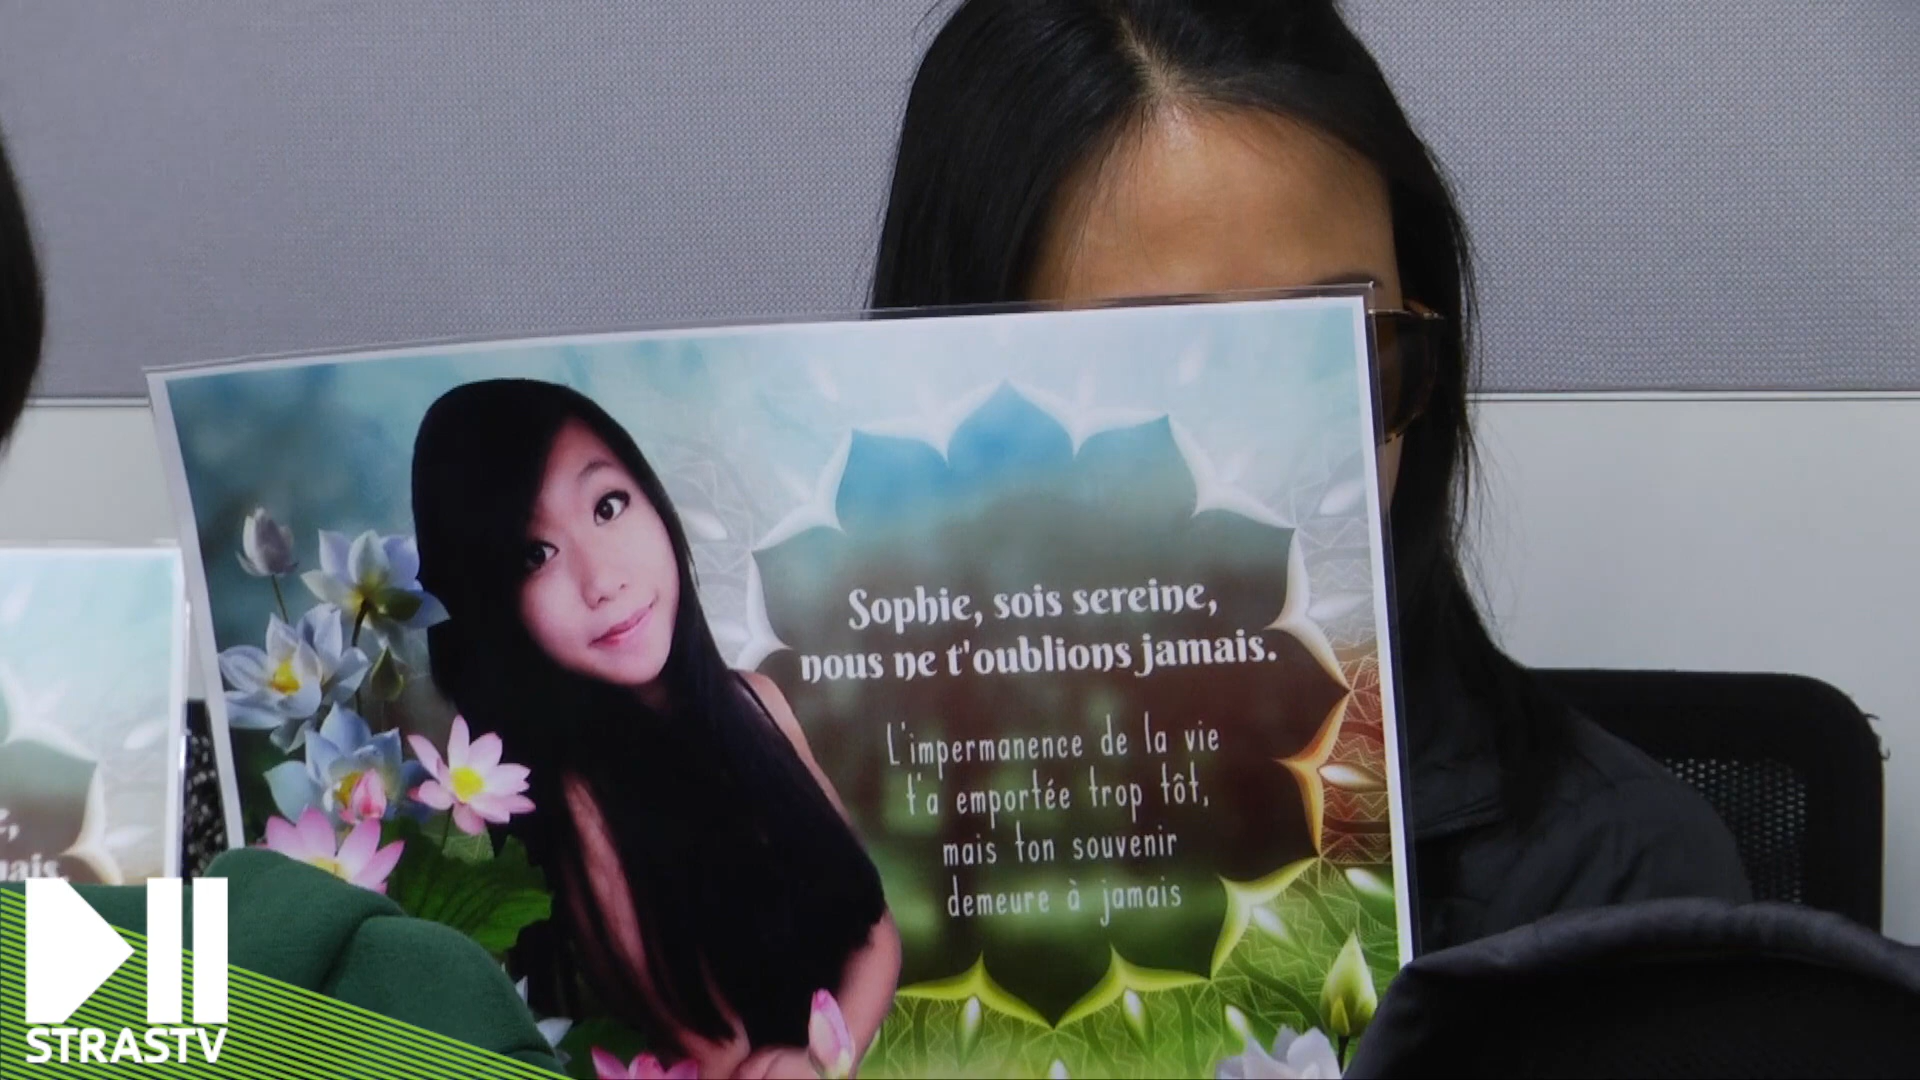 Sophie, sois sereine,
nous ne t'oublions jamais.
L'impermanence de la vie
t'a emportée trop tôt,
mais ton souvenir
demeure à jamais
STRASTV